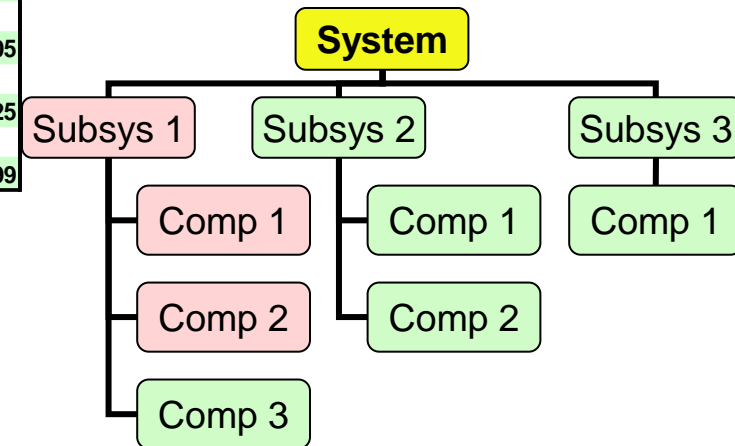 System
Subsys 1 Subsys 2 Subsys 3
Comp 1 Comp 1 Comp 1
Comp 2 Comp 2
Comp 3